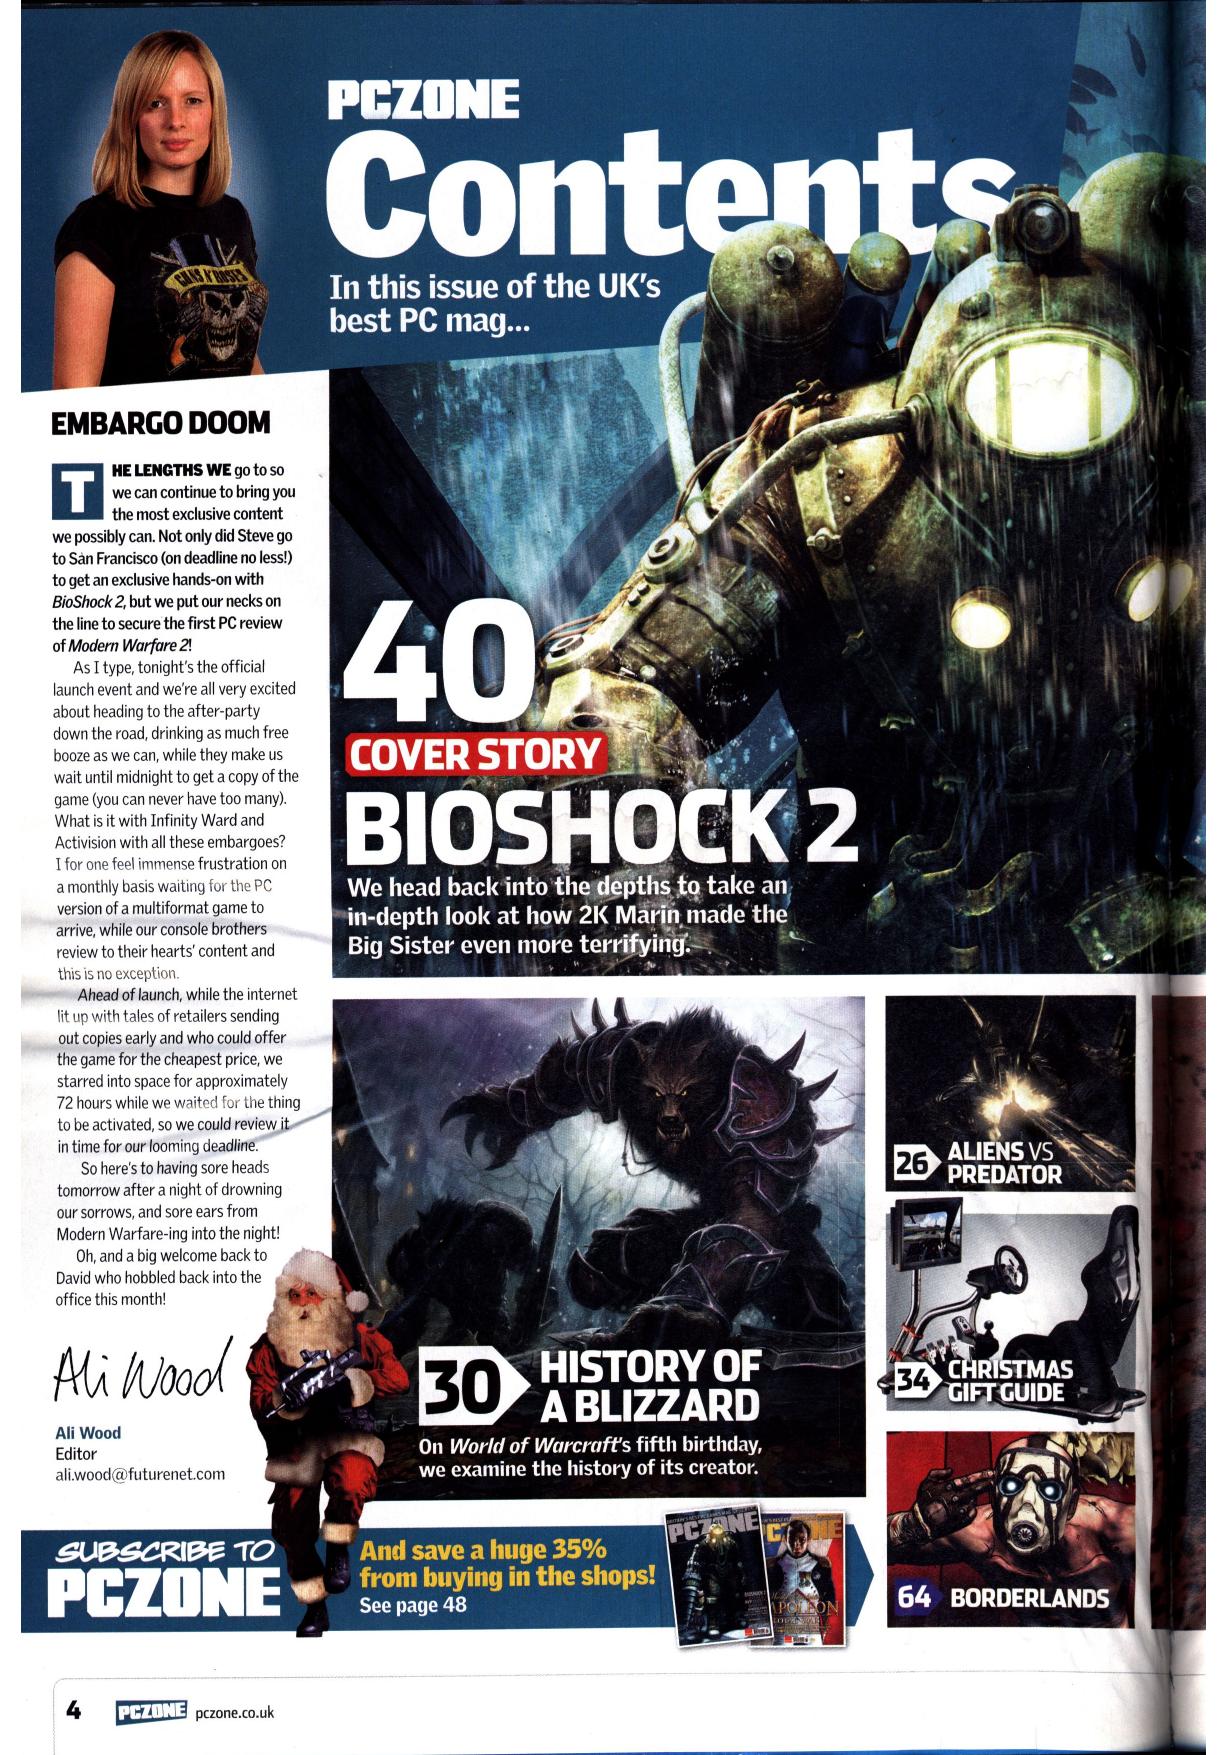 PCZONE
Contents
In this issue of the UK's
best PC mag...
GUNS N' ROSES
EMBARGO DOOM
THE LENGTHS WE go to so
we can continue to bring you
the most exclusive content
we possibly can. Not only did Steve go
to San Francisco (on deadline no less!)
to get an exclusive hands-on with
BioShock 2, but we put our necks on
the line to secure the first PC review
of Modern Warfare 2!
As I type, tonight's the official
launch event and we're all very excited
about heading to the after-party
down the road, drinking as much free
booze as we can, while they make us
wait until midnight to get a copy of the
game (you can never have too many).
What is it with Infinity Ward and
Activision with all these embargoes?
I for one feel immense frustration on
a monthly basis waiting for the PC
version of a multiformat game to
arrive, while our console brothers
review to their hearts' content and
this is no exception.
Ahead of launch, while the internet
lit up with tales of retailers sending
out copies early and who could offer
the game for the cheapest price, we
starred into space for approximately
72 hours while we waited for the thing
to be activated, so we could review it
in time for our looming deadline.
So here's to having sore heads
tomorrow after a night of drowning
our sorrows, and sore ears from
Modern Warfare-ing into the night!
Oh, and a big welcome back to
David who hobbled back into the
office this month!
Ali Wood
Ali Wood
Editor
ali.wood@futurenet.com
40
COVER STORY
BIOSHOCK 2
We head back into the depths to take an
in-depth look at how 2K Marin made the
Big Sister even more terrifying.
30 HISTORY OF
A BLIZZARD
On World of Warcraft's fifth birthday,
we examine the history of its creator.
26 ALIENS VS
PREDATOR
34 CHRISTMAS
GIFT GUIDE
64 BORDERLANDS
SUBSCRIBE TO
PCZONE
And save a huge 35%
from buying in the shops!
See page 48
PCZONE
4 PCZONE pczone.co.uk